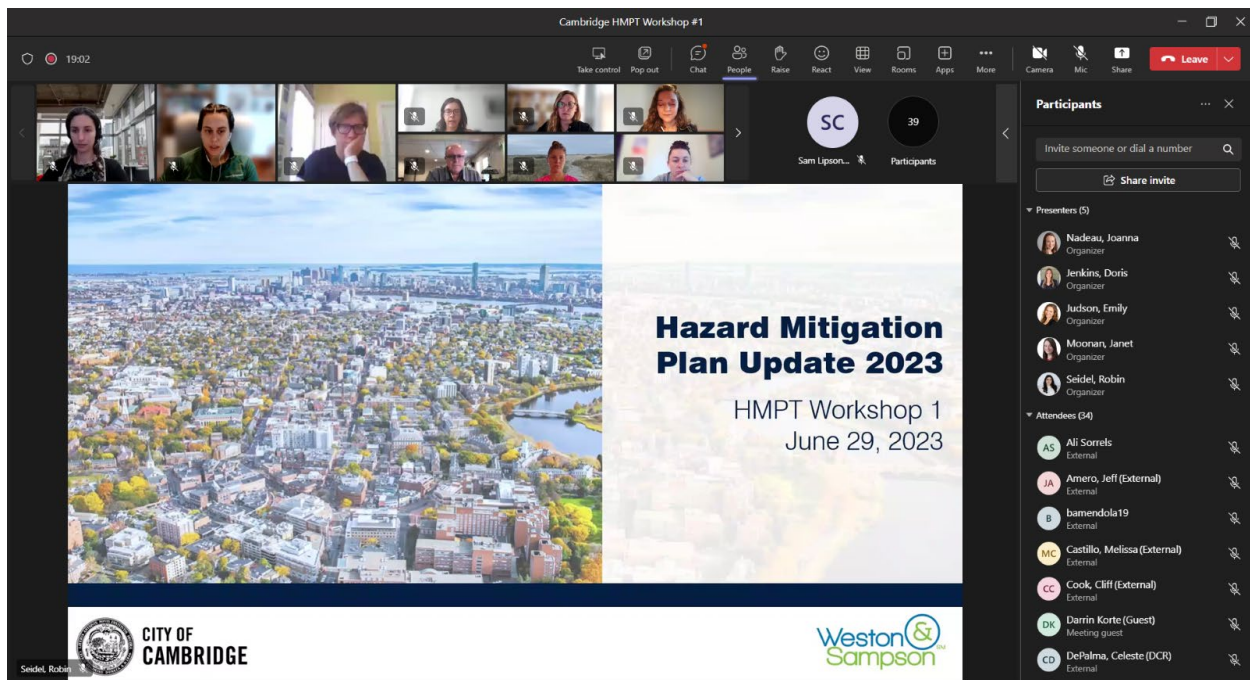 Cambridge HMPT Workshop #1
19:02
Take control
Pop out
Chat
People
Raise
React
View
Rooms
Apps
More
Camera
Mic
Share
Leave
SC
Sam Lipson...
39
Participants
Hazard Mitigation
Plan Update 2023
HMPT Workshop 1
June 29, 2023
CITY OF
CAMBRIDGE
Weston&
Sampson
SM
Seidel, Robin
Participants
Invite someone or dial a number
Share invite
Presenters (5)
Nadeau, Joanna
Organizer
Jenkins, Doris
Organizer
Judson, Emily
Organizer
Moonan, Janet
Organizer
Seidel, Robin
Organizer
Attendees (34)
AS
Ali Sorrels
External
JA
Amero, Jeff (External)
External
B
bamendola19
External
MC
Castillo, Melissa (External)
External
CC
Cook, Cliff (External)
External
DK
Darrin Korte (Guest)
Meeting guest
CD
DePalma, Celeste (DCR)
External